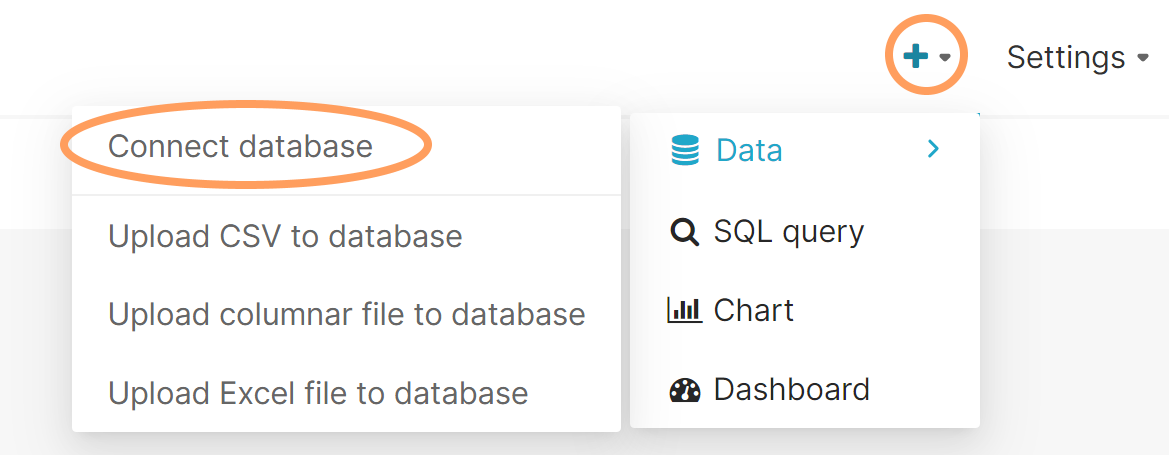 Settings
Connect database
Upload CSV to database
Upload columnar file to database
Upload Excel file to database
Data
SQL query
Chart
Dashboard